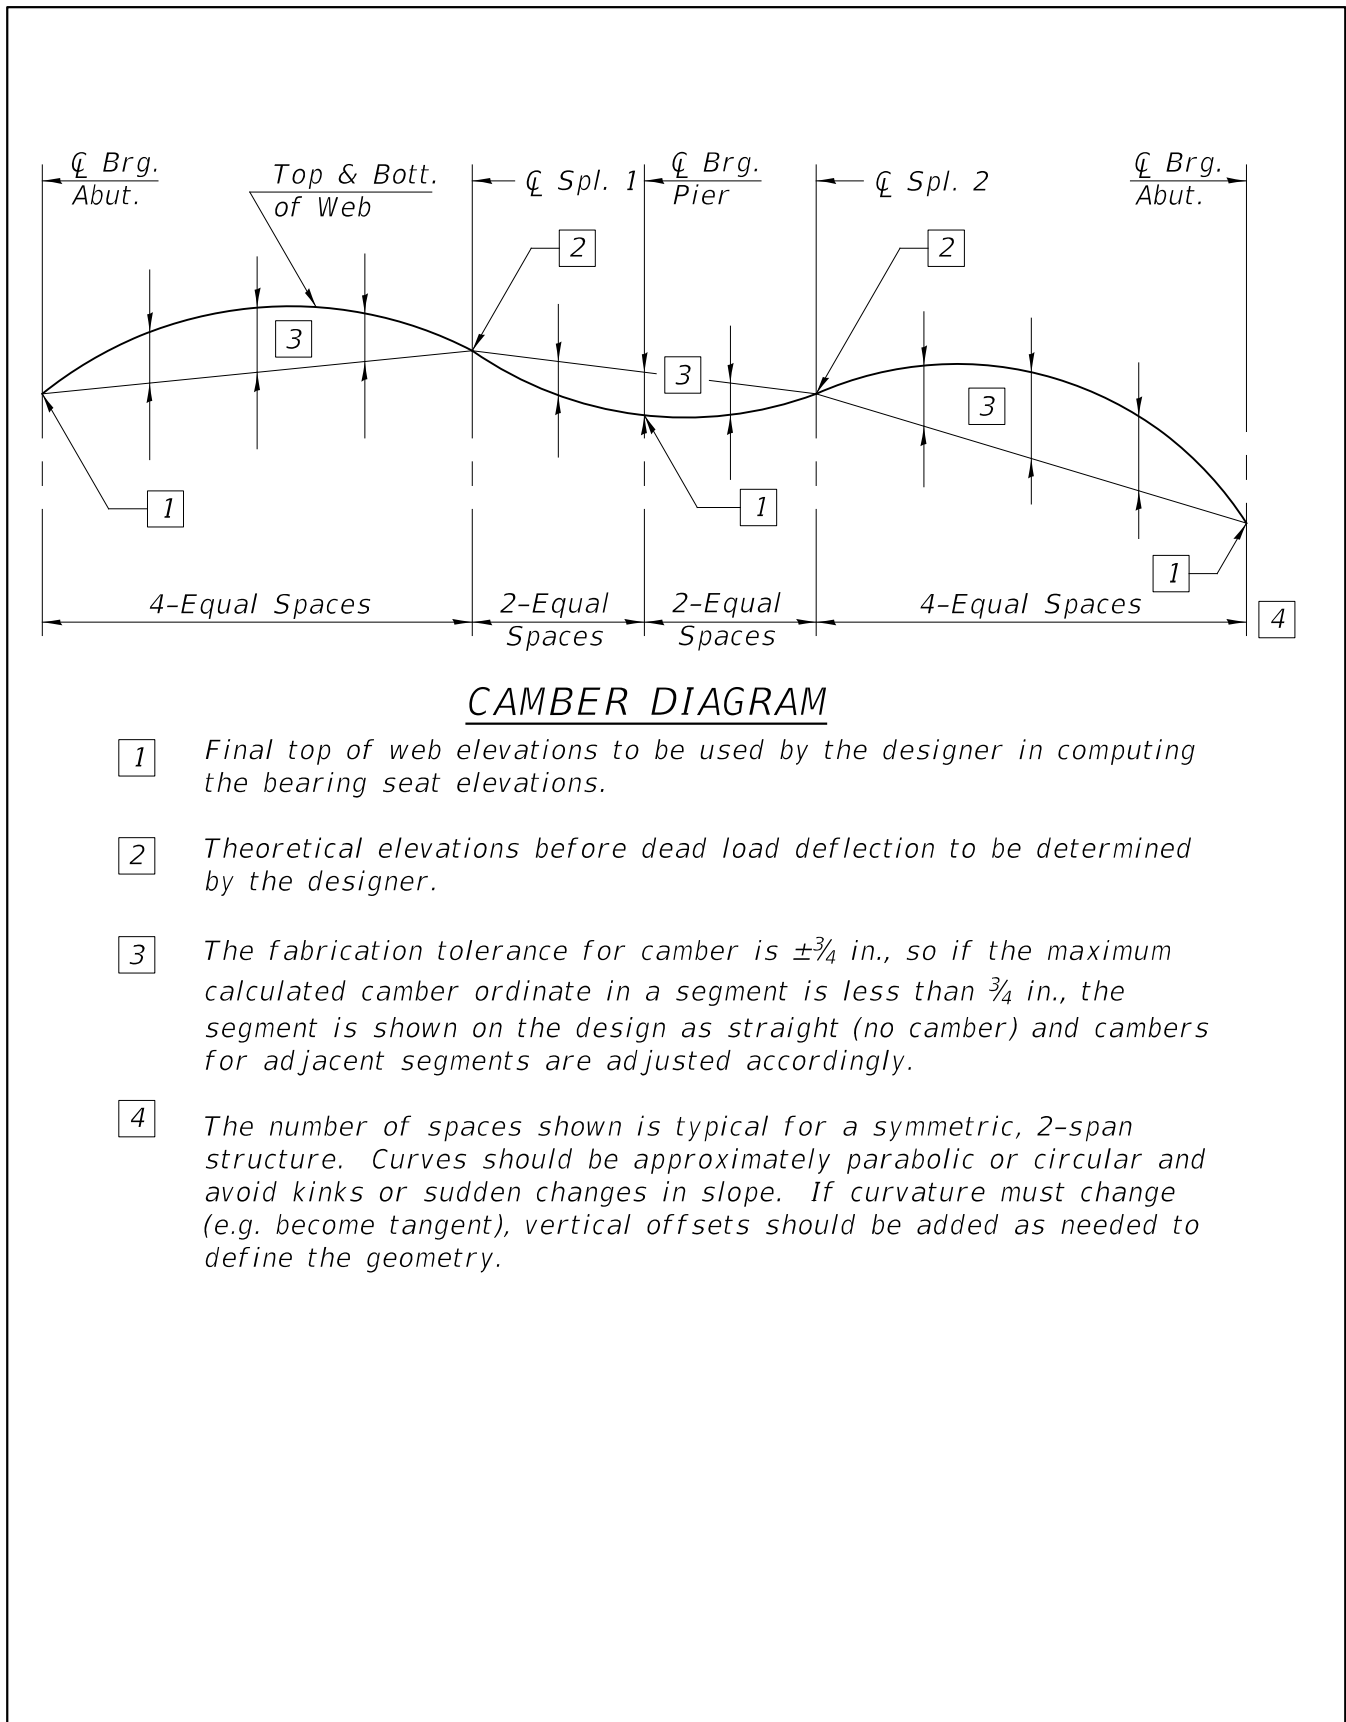 ℄ Brg.
Abut.
Top & Bott.
of Web
℄ Spl. 1
℄ Brg.
Pier
℄ Spl. 2
℄ Brg.
Abut.
2
2
3
3
3
1
1
1
4-Equal Spaces
2-Equal
Spaces
2-Equal
Spaces
4-Equal Spaces
4
CAMBER DIAGRAM
1 Final top of web elevations to be used by the designer in computing
the bearing seat elevations.
2 Theoretical elevations before dead load deflection to be determined
by the designer.
3 The fabrication tolerance for camber is ±¾ in., so if the maximum
calculated camber ordinate in a segment is less than ¾ in., the
segment is shown on the design as straight (no camber) and cambers
for adjacent segments are adjusted accordingly.
4 The number of spaces shown is typical for a symmetric, 2-span
structure. Curves should be approximately parabolic or circular and
avoid kinks or sudden changes in slope. If curvature must change
(e.g. become tangent), vertical offsets should be added as needed to
define the geometry.